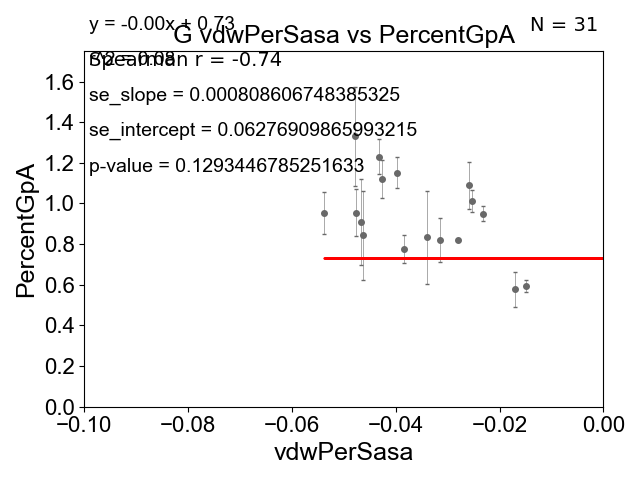 y = -0.00x + 0.73
N = 31
G vdwPerSasa vs PercentGpA
Spearman r = -0.74
se_slope = 0.000808606748385325
se_intercept = 0.06276909865993215
p-value = 0.1293446785251633
PercentGpA
1.6
1.4
1.2
1.0
0.8
0.6
0.4
0.2
0.0
−0.10
−0.08
−0.06
−0.04
−0.02
0.00
vdwPerSasa